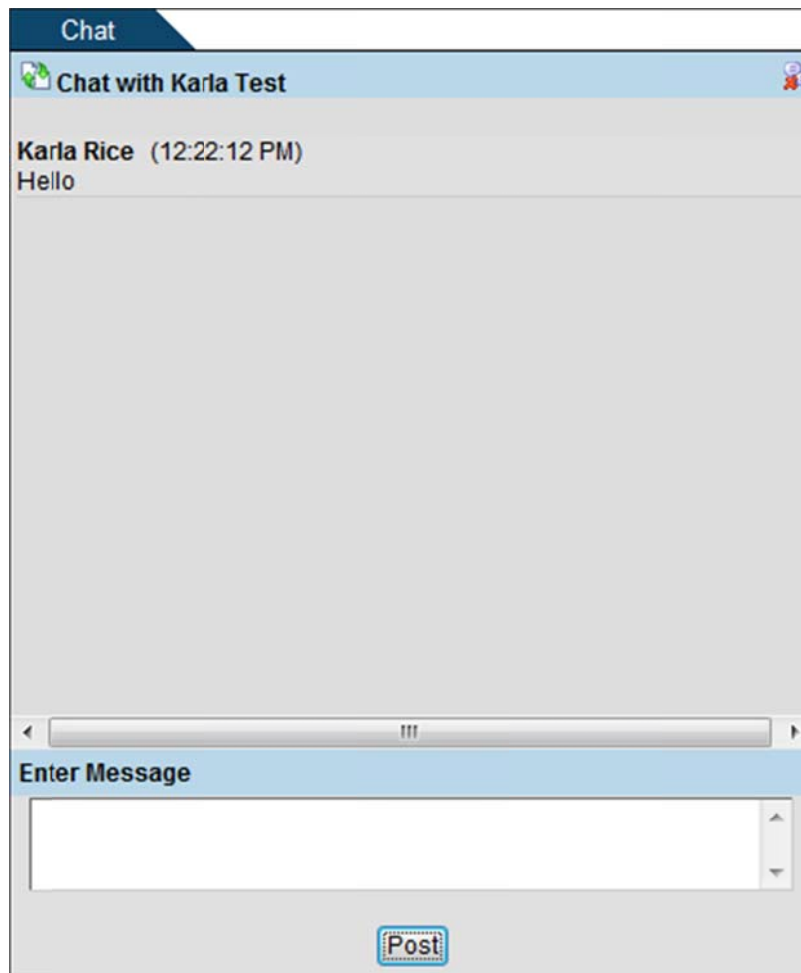 Chat
Chat with Karla Test
Karla Rice (12:22:12 PM)
Hello
Enter Message
Post